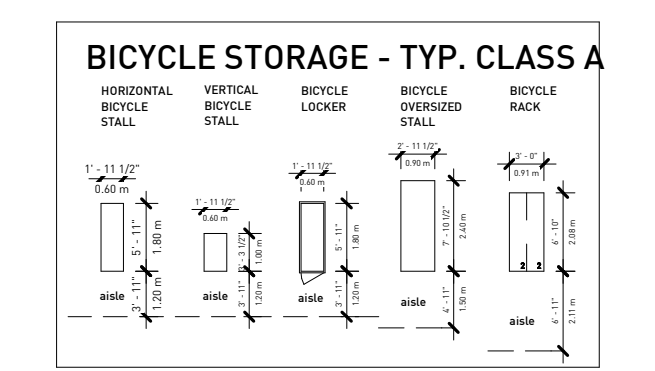 BICYCLE STORAGE - TYP. CLASS A
HORIZONTAL
BICYCLE
STALL
1' - 11 1/2"
0.60 m
5' - 11"
1.80 m
aisle
3' - 11"
1.20 m
VERTICAL
BICYCLE
STALL
1' - 11 1/2"
0.60 m
3' - 3 1/2"
1.00 m
aisle
3' - 11"
1.20 m
BICYCLE
LOCKER
1' - 11 1/2"
0.60 m
5' - 11"
1.80 m
aisle
3' - 11"
1.20 m
BICYCLE
OVERSIZED
STALL
2' - 11 1/2"
0.90 m
7' - 10 1/2"
2.40 m
aisle
4' - 11"
1.50 m
BICYCLE
RACK
3' - 0"
0.91 m
6' - 10"
2.08 m
2 2
aisle
6' - 11"
2.11 m